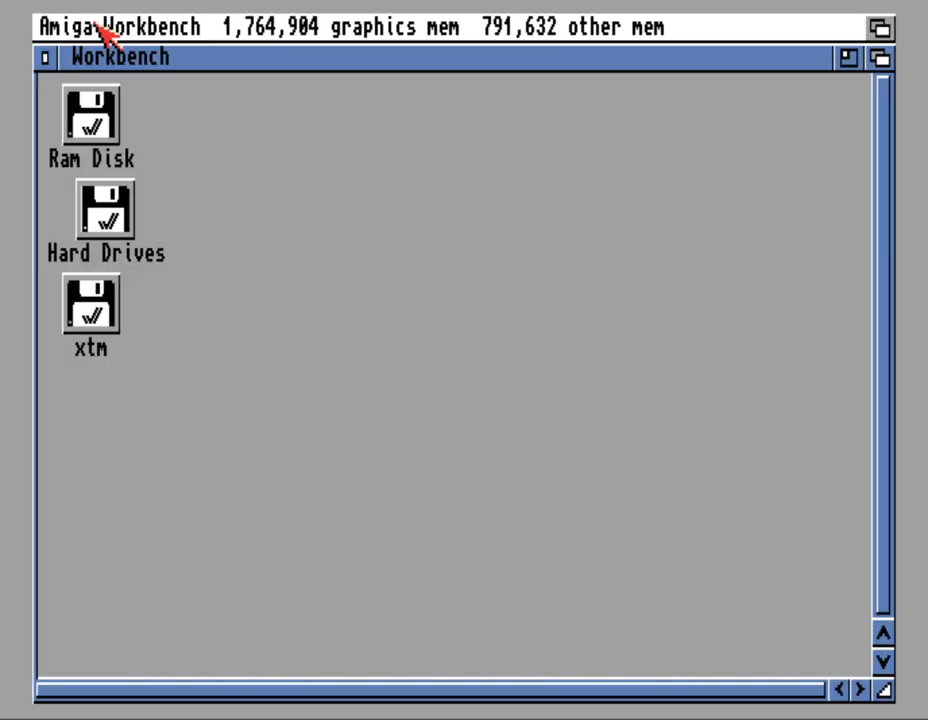 Amiga Workbench 1,764,904 graphics mem 791,632 other mem
Workbench
Ram Disk
Hard Drives
xtm